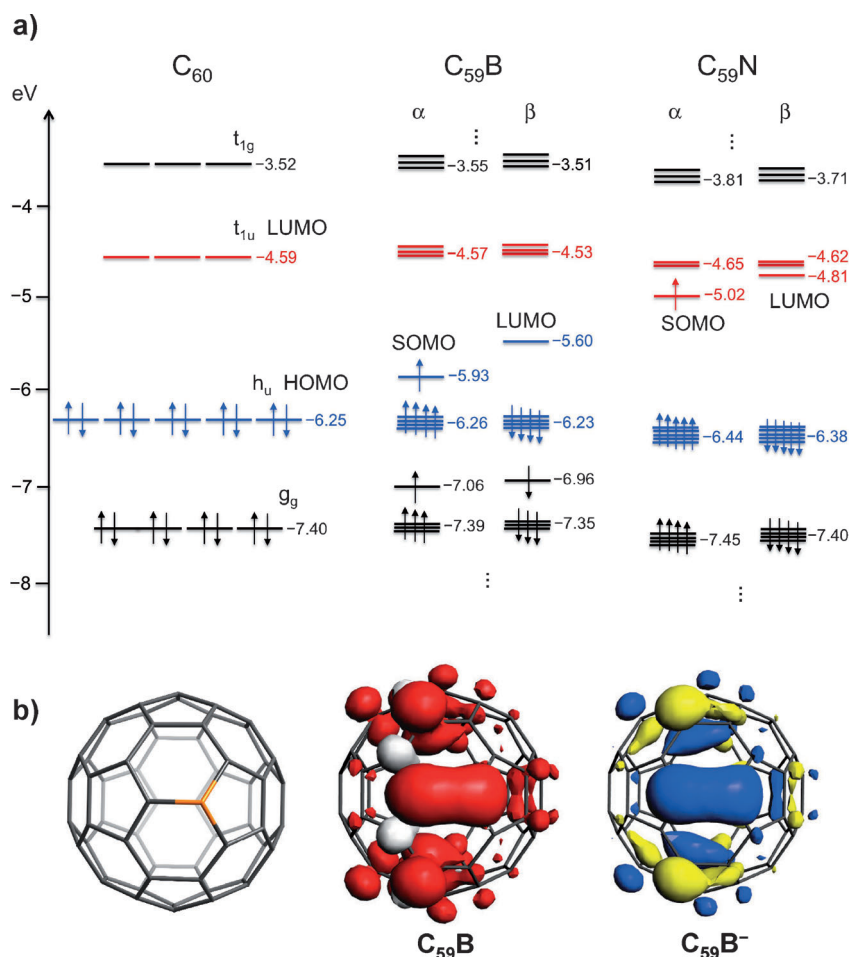 a)
C₆₀ C₅₉B C₅₉N
eV α β α β
⋮ ⋮
t₁g −3.52 −3.55 −3.51 −3.81 −3.71
−4
t₁ᵤ LUMO −4.59 −4.57 −4.53 −4.65 −4.62
−4.81
−5 −5.02
SOMO LUMO
LUMO −5.60
SOMO −5.93
−6
hᵤ HOMO −6.25 −6.26 −6.23 −6.44 −6.38
−7 −7.06 −6.96
g₉ −7.40 −7.39 −7.35 −7.45 −7.40
−8 ⋮ ⋮
b)
C₅₉B C₅₉B⁻